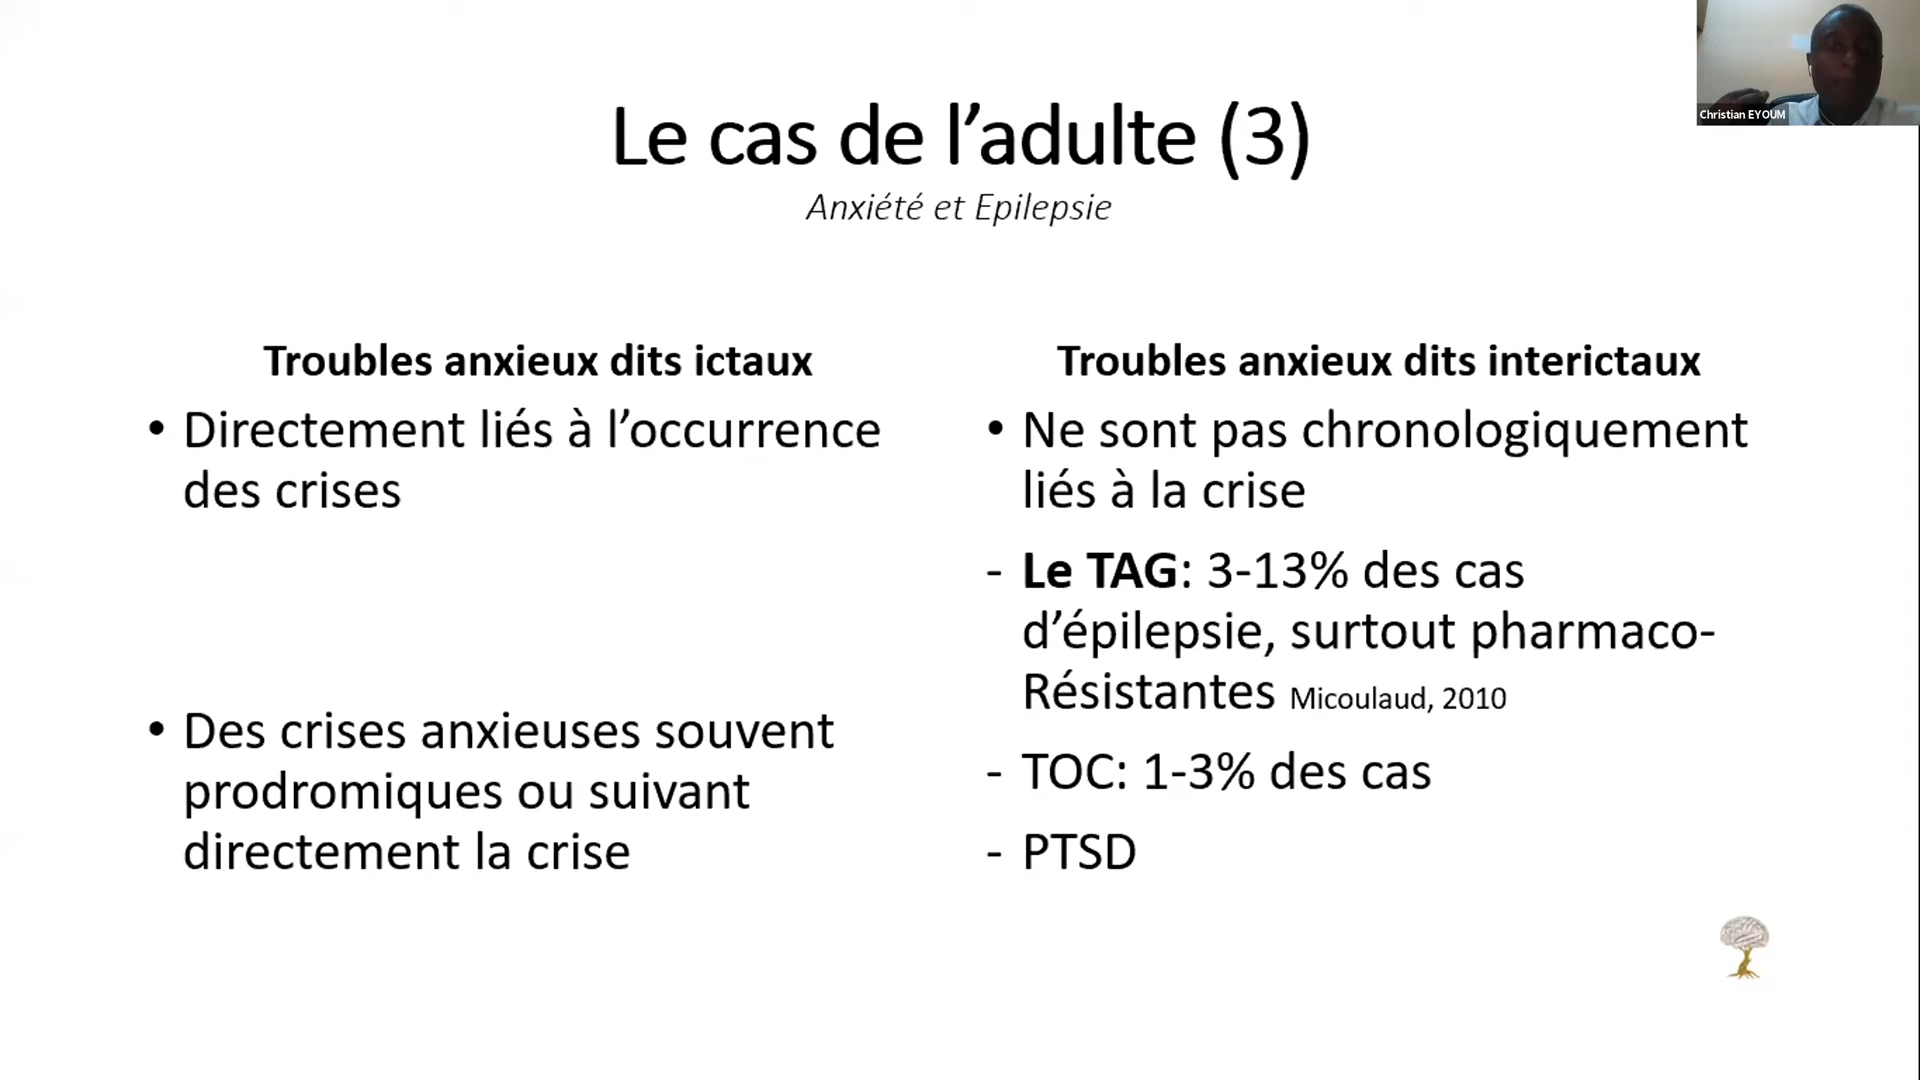 Christian EYOUM
Le cas de l’adulte (3)
Anxiété et Epilepsie
Troubles anxieux dits ictaux
• Directement liés à l’occurrence
des crises
• Des crises anxieuses souvent
prodromiques ou suivant
directement la crise
Troubles anxieux dits interictaux
• Ne sont pas chronologiquement
liés à la crise
- Le TAG: 3-13% des cas
d’épilepsie, surtout pharmaco-
Résistantes Micoulaud, 2010
- TOC: 1-3% des cas
- PTSD